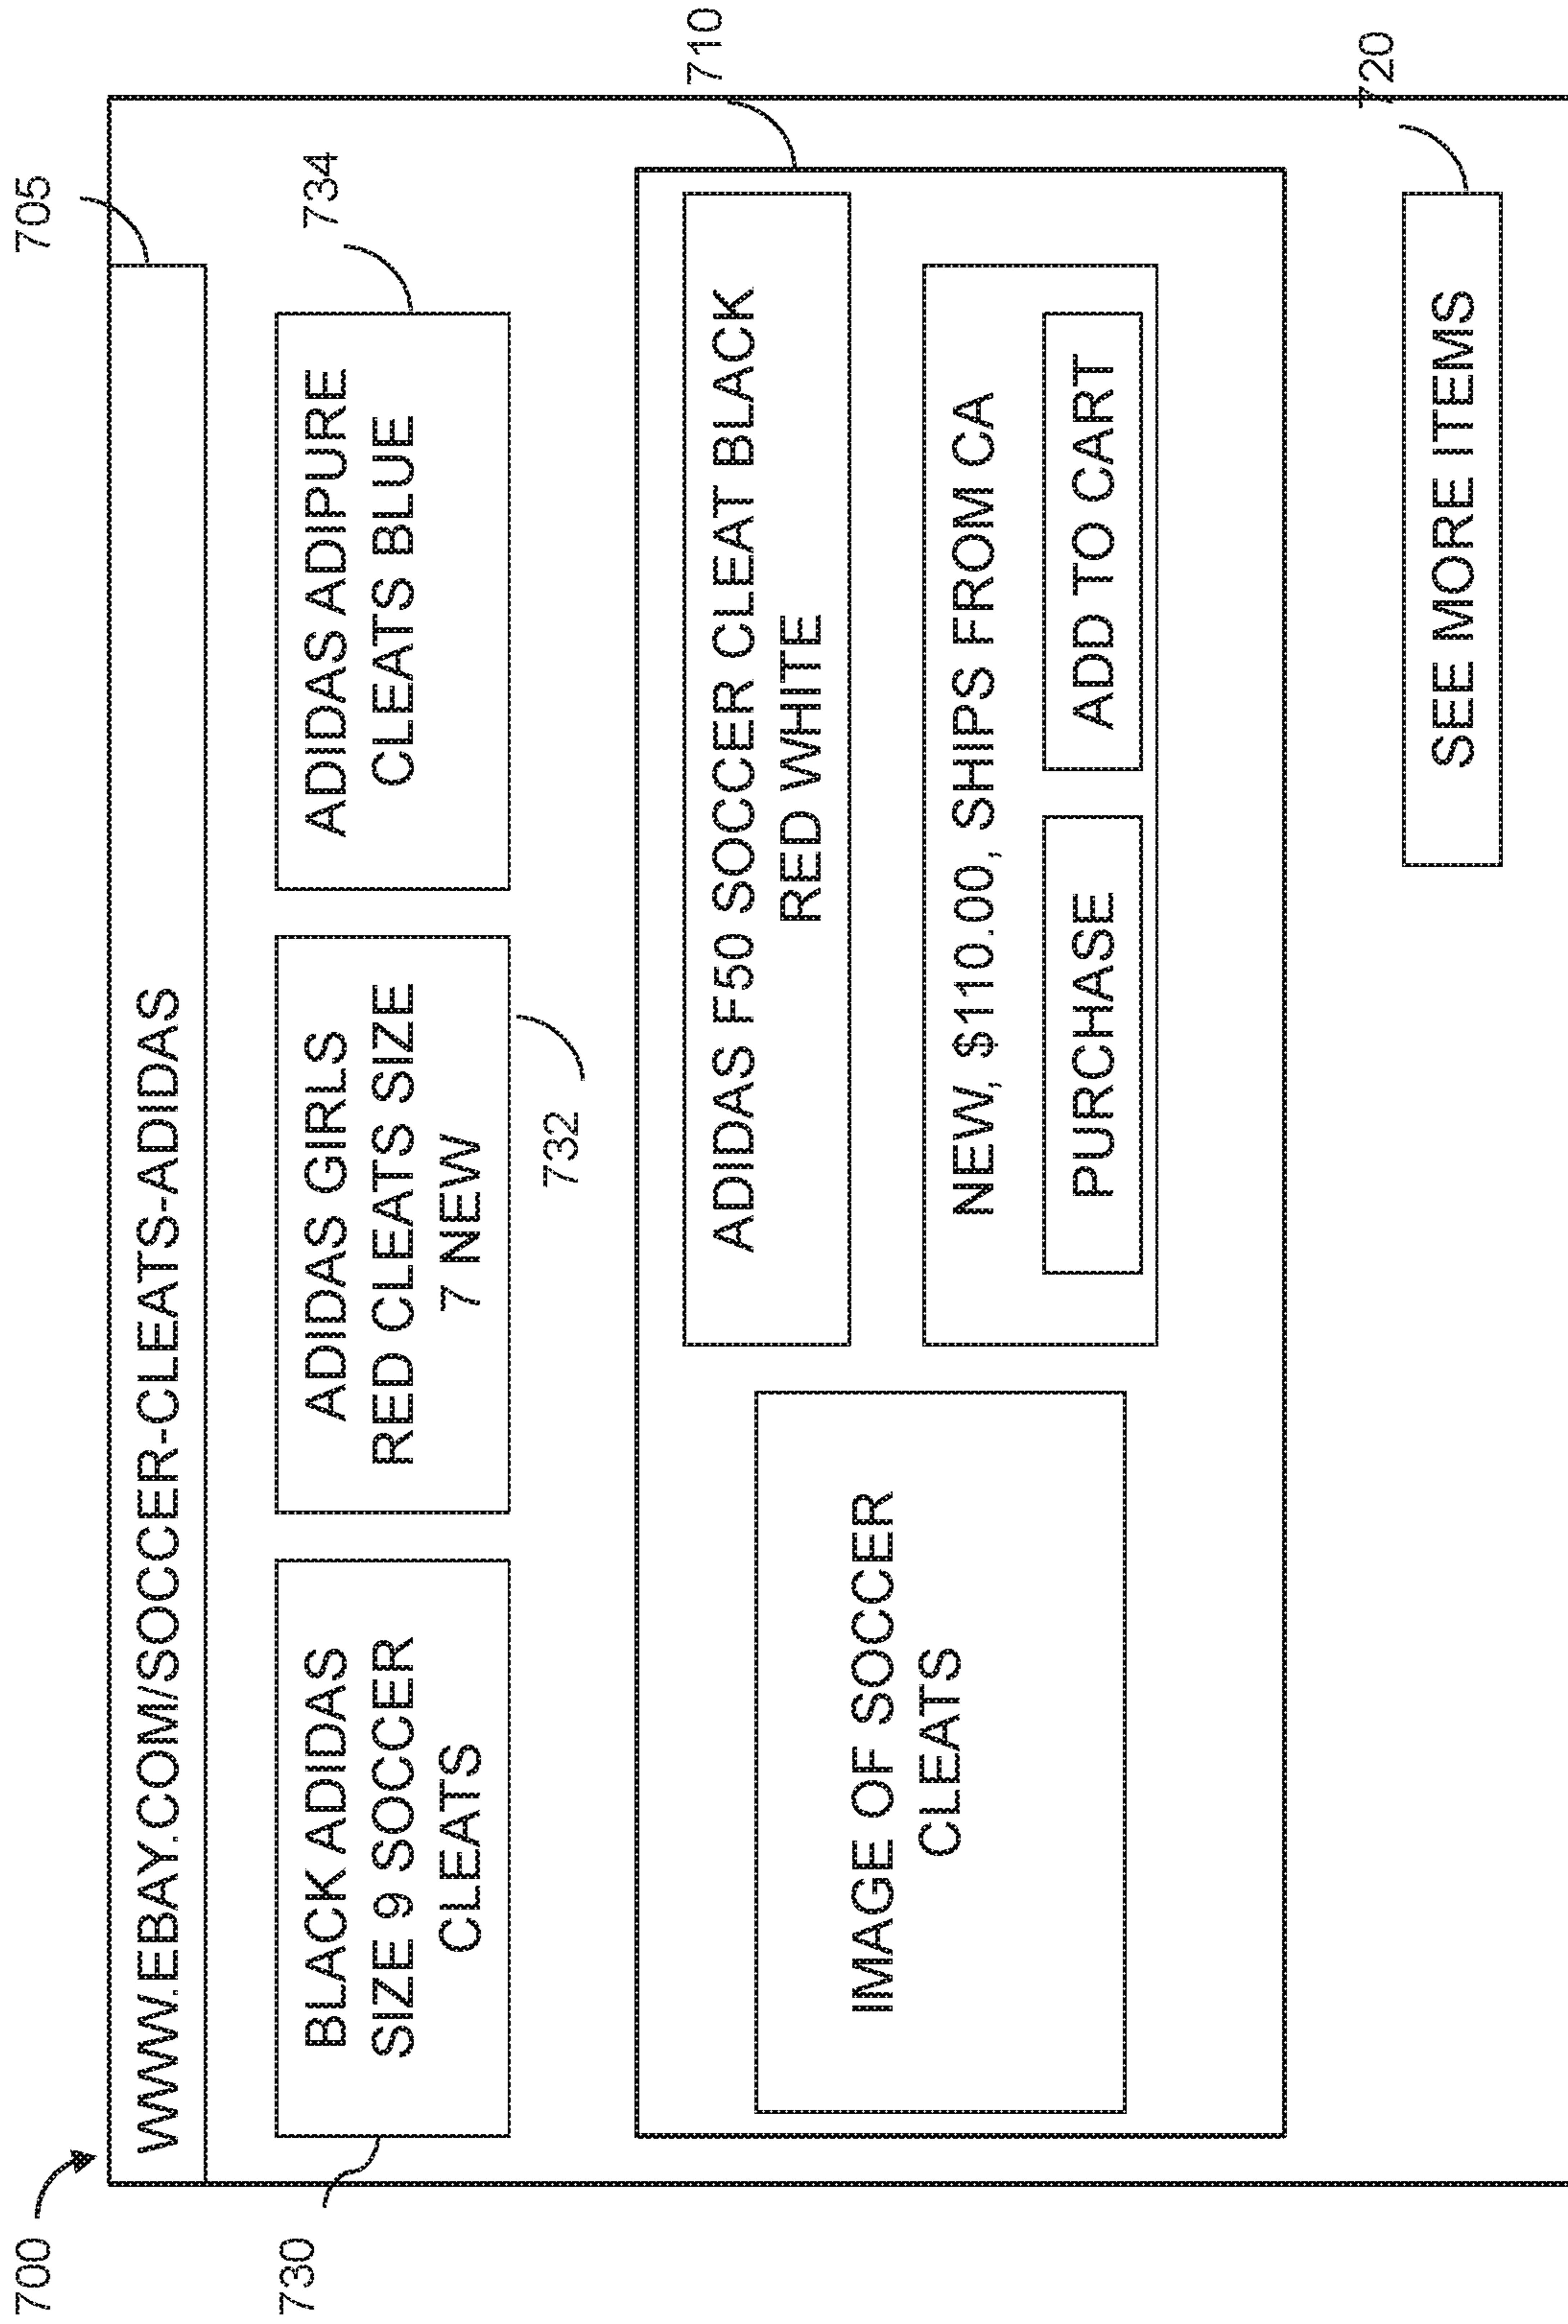 700
705
WWW.EBAY.COM/SOCCER-CLEATS-ADIDAS
730
BLACK ADIDAS
SIZE 9 SOCCER
CLEATS
ADIDAS GIRLS
RED CLEATS SIZE
7 NEW
732
ADIDAS ADIPURE
CLEATS BLUE
734
710
IMAGE OF SOCCER
CLEATS
ADIDAS F50 SOCCER CLEAT BLACK
RED WHITE
NEW, $110.00, SHIPS FROM CA
PURCHASE
ADD TO CART
SEE MORE ITEMS
720